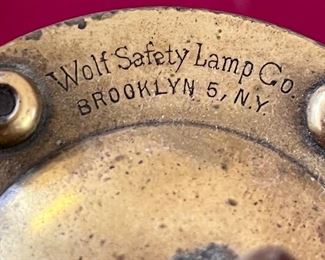 Wolf Safety Lamp Co.
BROOKLYN 5, N.Y.